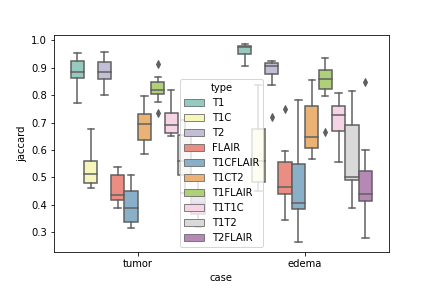 1.0
0.9
0.8
0.7
0.6
0.5
0.4
0.3
jaccard
type
T1
T1C
T2
FLAIR
T1CFLAIR
T1CT2
T1FLAIR
T1T1C
T1T2
T2FLAIR
tumor
edema
case